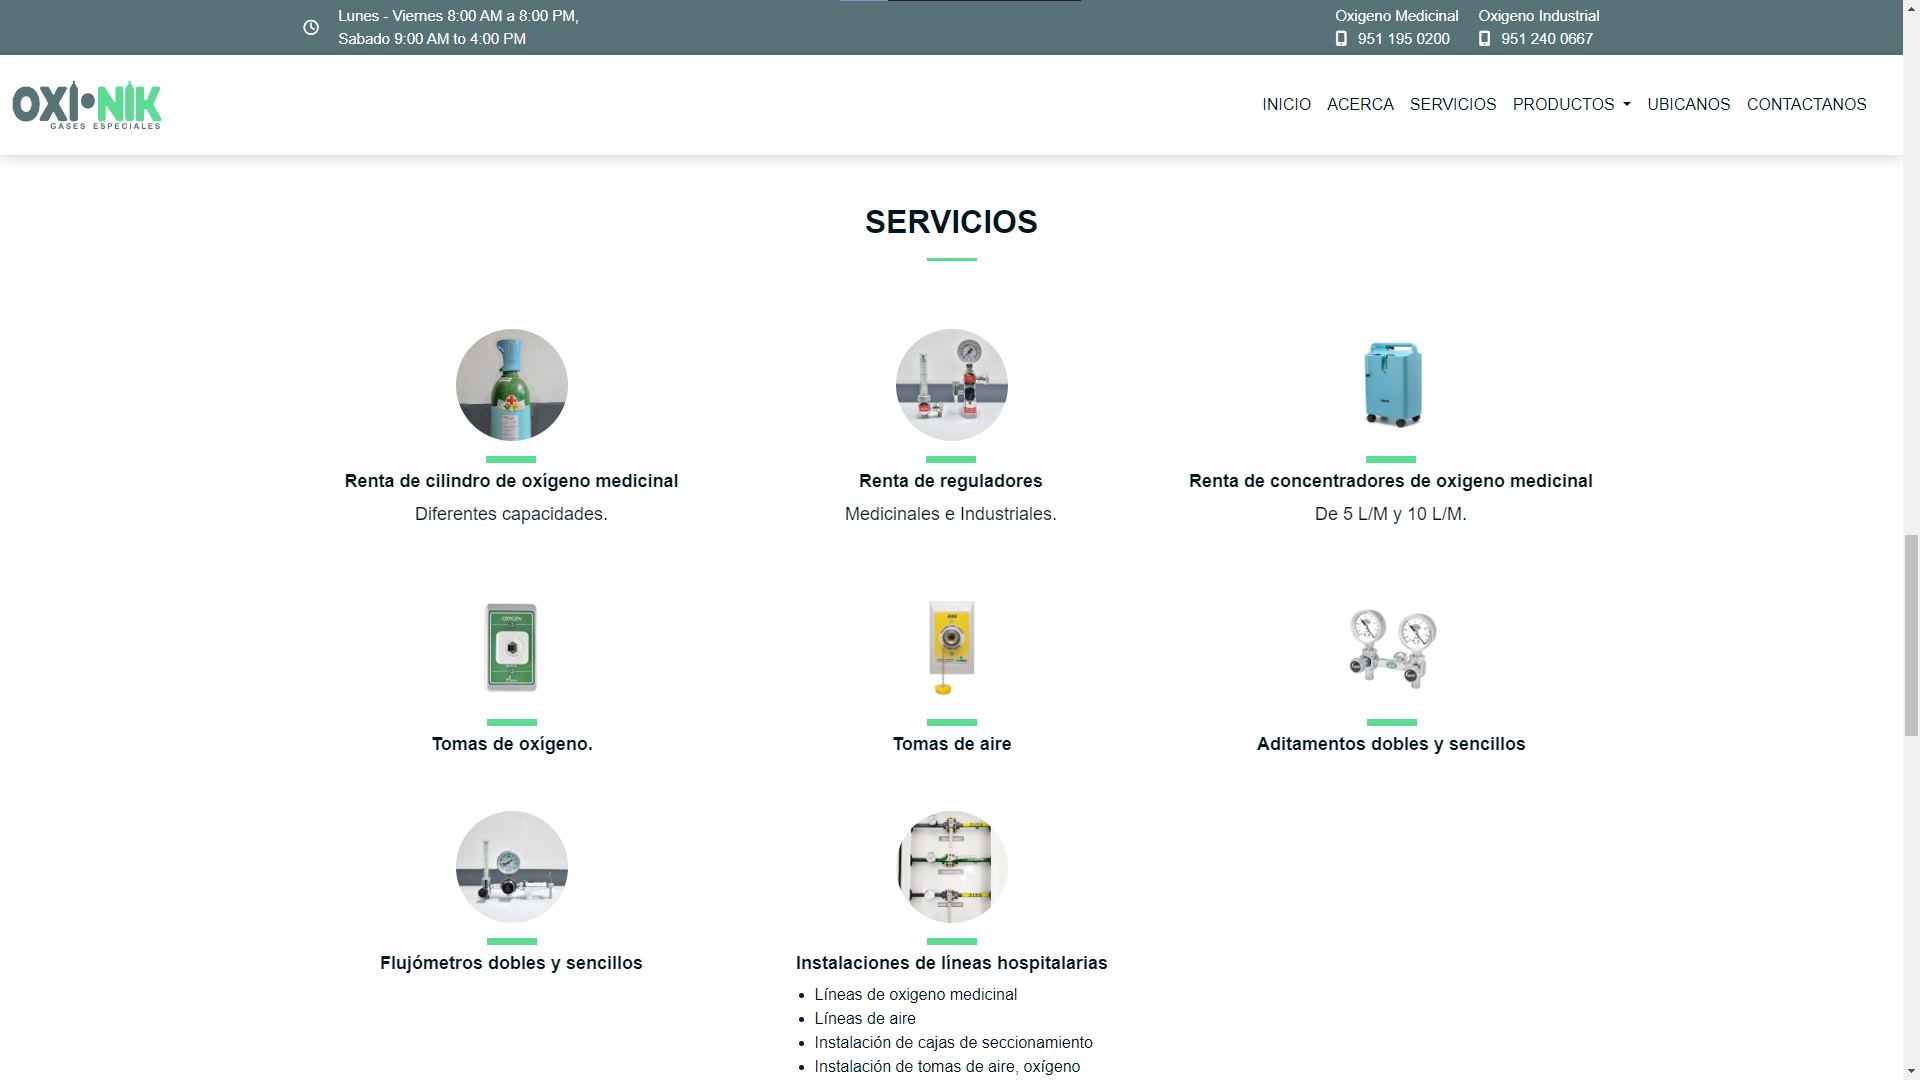 Lunes - Viernes 8:00 AM a 8:00 PM,
Sabado 9:00 AM to 4:00 PM
Oxigeno Medicinal
951 195 0200
Oxigeno Industrial
951 240 0667
OXI•NIK
GASES ESPECIALES
INICIO ACERCA SERVICIOS PRODUCTOS UBICANOS CONTACTANOS
SERVICIOS
Renta de cilindro de oxígeno medicinal
Diferentes capacidades.
Renta de reguladores
Medicinales e Industriales.
Renta de concentradores de oxigeno medicinal
De 5 L/M y 10 L/M.
OXYGEN
Tomas de oxígeno.
Tomas de aire
Aditamentos dobles y sencillos
Flujómetros dobles y sencillos
Instalaciones de líneas hospitalarias
• Líneas de oxigeno medicinal
• Líneas de aire
• Instalación de cajas de seccionamiento
• Instalación de tomas de aire, oxígeno